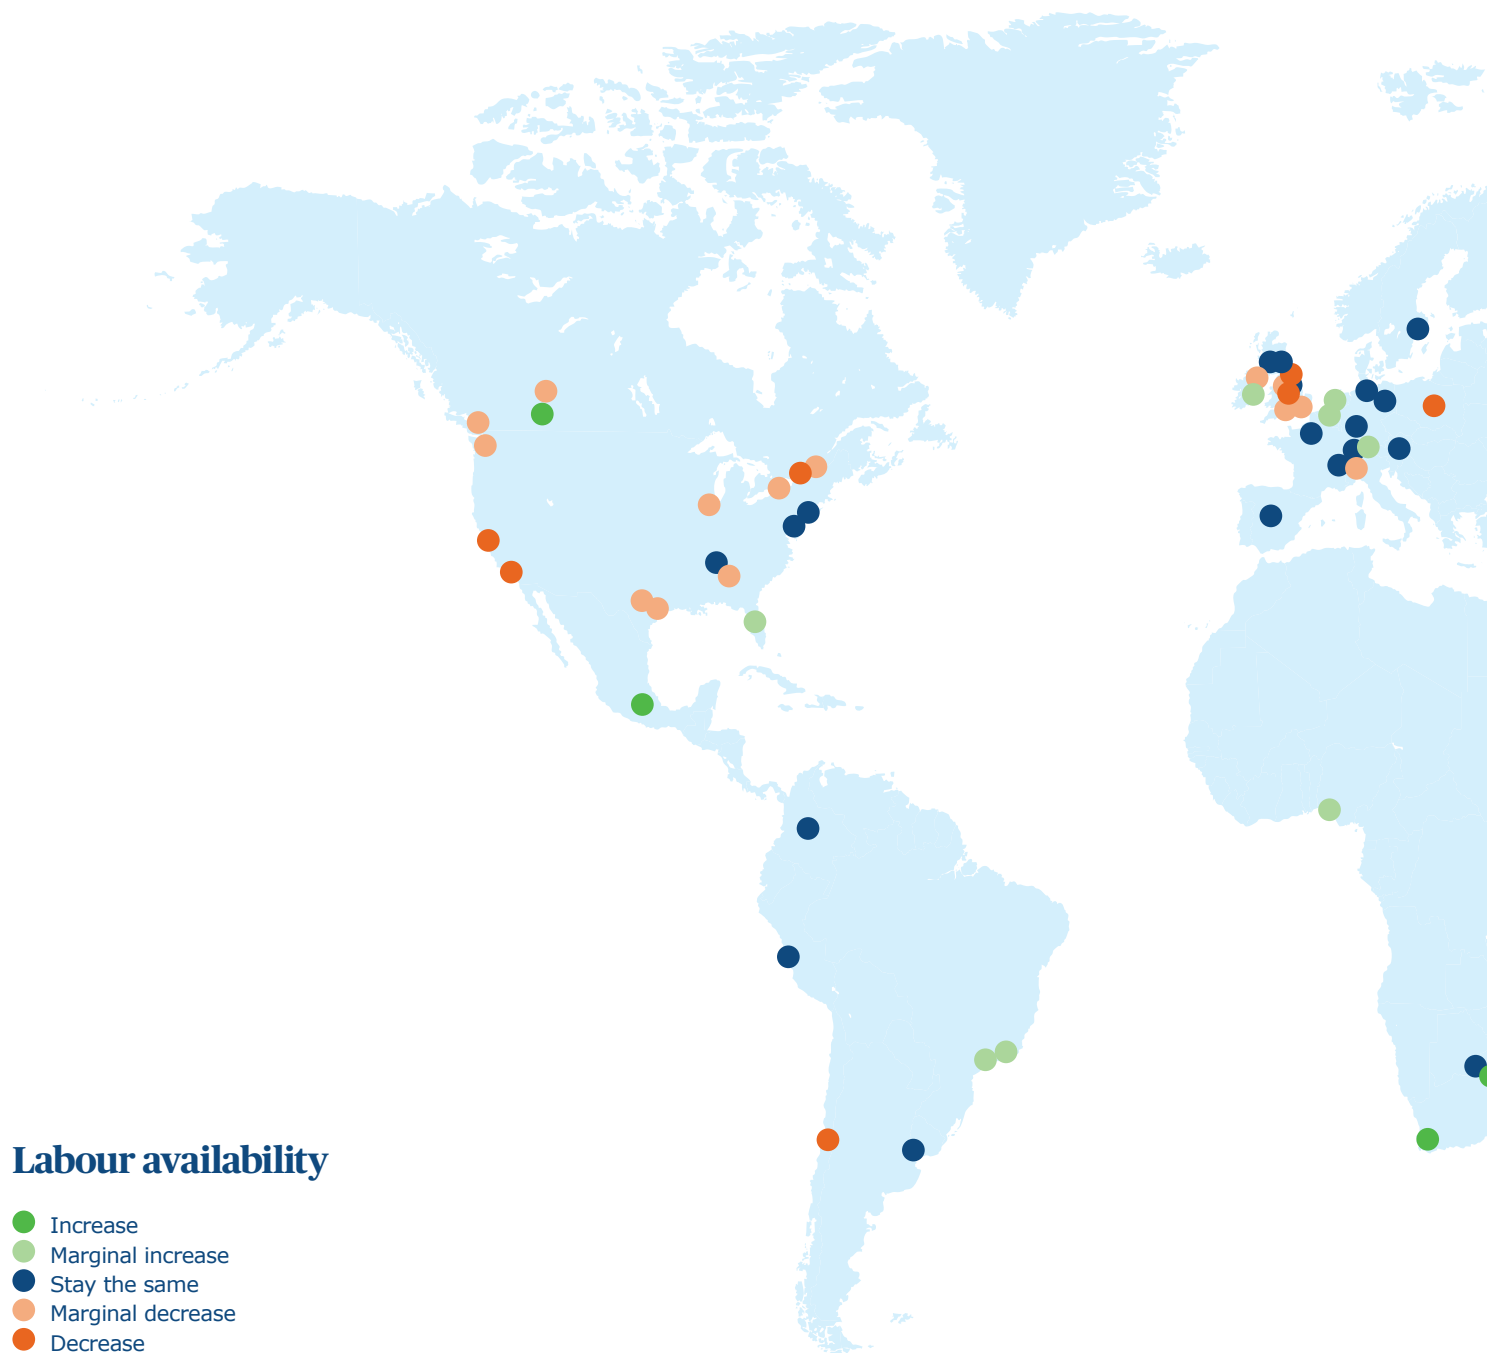 Labour availability
Increase
Marginal increase
Stay the same
Marginal decrease
Decrease